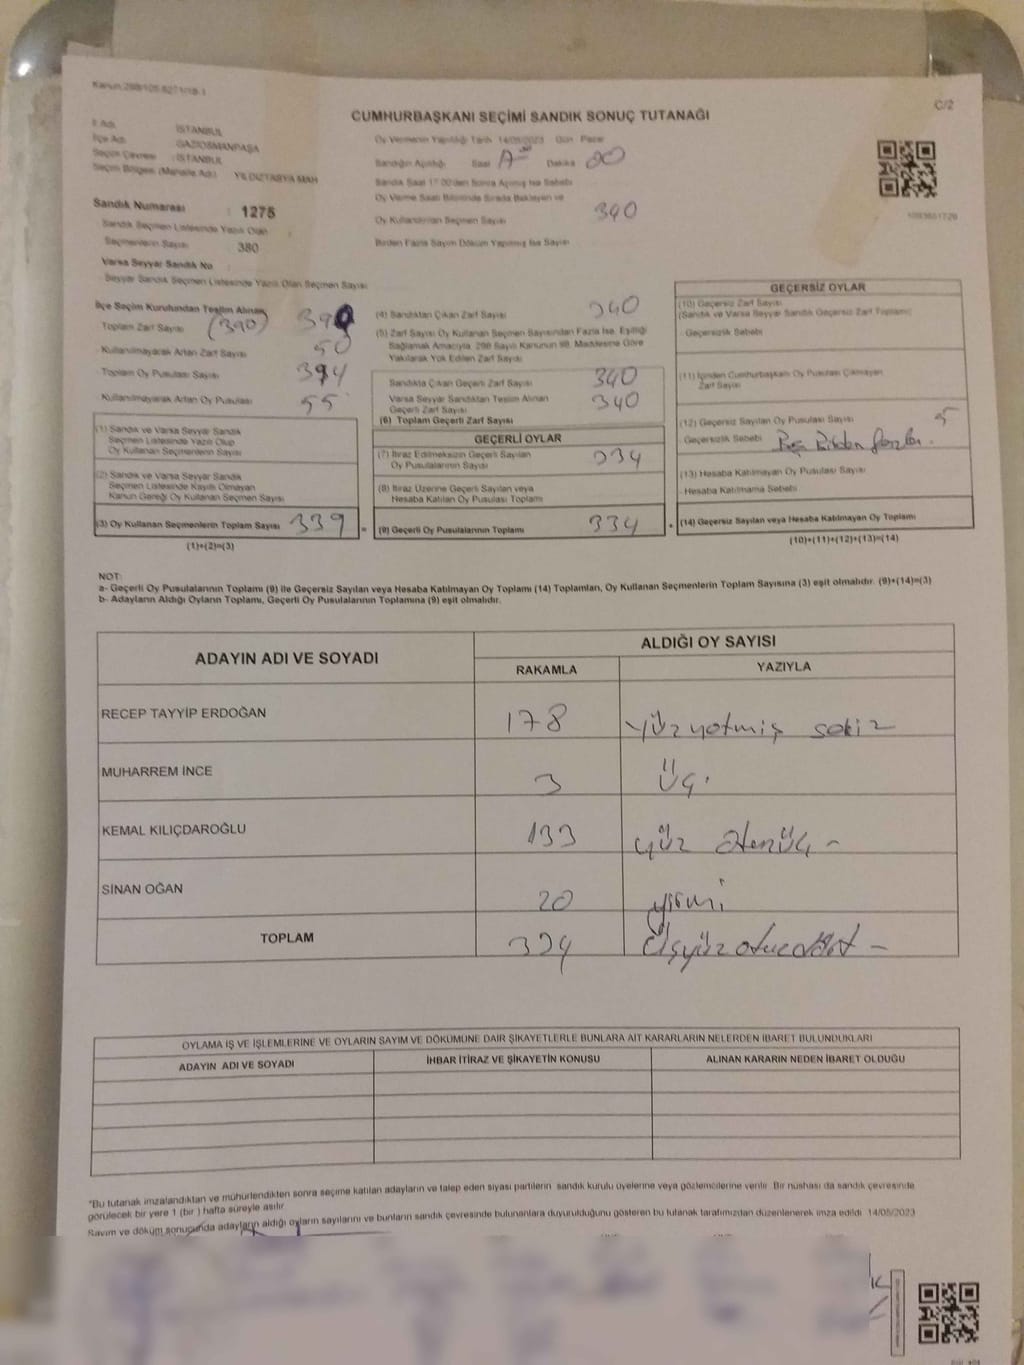 Kanun:298/105-5271/18-1
C/2
CUMHURBAŞKANI SEÇİMİ SANDIK SONUÇ TUTANAĞI
İl Adı : İSTANBUL
İlçe Adı : GAZİOSMANPAŞA
Seçim Çevresi : İSTANBUL
Seçim Bölgesi (Mahalle Adı) YILDIZTABYA MAH
Sandık Numarası : 1275
Sandık Seçmen Listesinde Yazılı Olan
Seçmenlerin Sayısı : 380
Varsa Seyyar Sandık No :
Seyyar Sandık Seçmen Listesinde Yazılı Olan Seçmen Sayısı
Oy Vermenin Yapıldığı Tarih 14/05/2023 Gün Pazar
Sandığın Açıldığı Saat Dakika 00
Sandık Saat 17.00'den Sonra Açılmış İse Sebebi
Oy Verme Saati Bitiminde Sırada Bekleyen ve
Oy Kullandırılan Seçmen Sayısı 340
Birden Fazla Sayım Döküm Yapılmış İse Sayısı
İlçe Seçim Kurulundan Teslim Alınan
Toplam Zarf Sayısı (390) 390
Kullanılmayarak Artan Zarf Sayısı 50
Toplam Oy Pusulası Sayısı 394
Kullanılmayarak Artan Oy Pusulası 55
(1) Sandık ve Varsa Seyyar Sandık
Seçmen Listesinde Yazılı Olup
Oy Kullanan Seçmenlerin Sayısı
(2) Sandık ve Varsa Seyyar Sandık
Seçmen Listesinde Kayıtlı Olmayan
Kanun Gereği Oy Kullanan Seçmen Sayısı
(3) Oy Kullanan Seçmenlerin Toplam Sayısı 339 =
(1)+(2)=(3)
(4) Sandıktan Çıkan Zarf Sayısı 340
(5) Zarf Sayısı Oy Kullanan Seçmen Sayısından Fazla İse, Eşitliği
Sağlamak Amacıyla, 298 Sayılı Kanunun 98. Maddesine Göre
Yakılarak Yok Edilen Zarf Sayısı
Sandıkta Çıkan Geçerli Zarf Sayısı 340
Varsa Seyyar Sandıktan Teslim Alınan
Geçerli Zarf Sayısı 340
(6) Toplam Geçerli Zarf Sayısı
GEÇERLİ OYLAR
(7) İtiraz Edilmeksizin Geçerli Sayılan
Oy Pusulalarının Sayısı 334
(8) İtiraz Üzerine Geçerli Sayılan veya
Hesaba Katılan Oy Pusulası Toplamı
(9) Geçerli Oy Pusulalarının Toplamı 334 +
GEÇERSİZ OYLAR
(10) Geçersiz Zarf Sayısı
(Sandık ve Varsa Seyyar Sandık Geçersiz Zarf Toplamı)
- Geçersizlik Sebebi
(11) İçinden Cumhurbaşkanı Oy Pusulası Çıkmayan
Zarf Sayısı
(12) Geçersiz Sayılan Oy Pusulası Sayısı 5
Geçersizlik Sebebi Birden fazla.
(13) Hesaba Katılmayan Oy Pusulası Sayısı
- Hesaba Katılmama Sebebi
(14) Geçersiz Sayılan veya Hesaba Katılmayan Oy Toplamı
(10)+(11)+(12)+(13)=(14)
NOT:
a- Geçerli Oy Pusulalarının Toplamı (9) ile Geçersiz Sayılan veya Hesaba Katılmayan Oy Toplamı (14) Toplamları, Oy Kullanan Seçmenlerin Toplam Sayısına (3) eşit olmalıdır. (9)+(14)=(3)
b- Adayların Aldığı Oyların Toplamı, Geçerli Oy Pusulalarının Toplamına (9) eşit olmalıdır.
ADAYIN ADI VE SOYADI
ALDIĞI OY SAYISI
RAKAMLA YAZIYLA
RECEP TAYYİP ERDOĞAN 178 yüzyetmiş sekiz
MUHARREM İNCE 3 üç.
KEMAL KILIÇDAROĞLU 133 yüz otuzüç -
SİNAN OĞAN 20 yirmi
TOPLAM 334 Üçyüzotuzdört -
OYLAMA İŞ VE İŞLEMLERİNE VE OYLARIN SAYIM VE DÖKÜMÜNE DAİR ŞİKAYETLERLE BUNLARA AİT KARARLARIN NELERDEN İBARET BULUNDUKLARI
ADAYIN ADI VE SOYADI İHBAR İTİRAZ VE ŞİKAYETİN KONUSU ALINAN KARARIN NEDEN İBARET OLDUĞU
*Bu tutanak imzalandıktan ve mühürlendikten sonra seçime katılan adayların ve talep eden siyasi partilerin sandık kurulu üyelerine veya gözlemcilerine verilir. Bir nüshası da sandık çevresinde
görülecek bir yere 1 (bir ) hafta süreyle asılır.
Sayım ve döküm sonucunda adayların aldığı oyların sayılarını ve bunların sandık çevresinde bulunanlara duyurulduğunu gösteren bu tutanak tarafımızdan düzenlenerek imza edildi. 14/05/2023